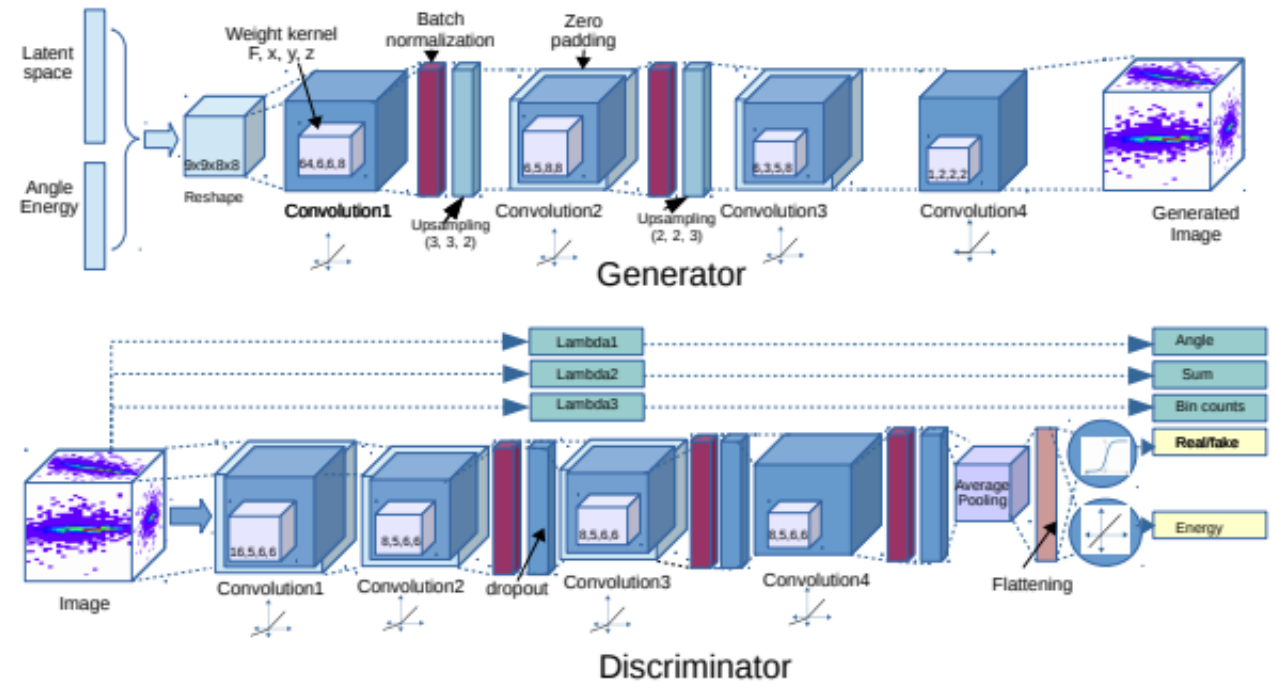 Latent
space
Angle
Energy
9x9x8x8
Reshape
Weight kernel
F, x, y, z
64,6,6,8
Convolution1
Batch
normalization
Upsampling
(3, 3, 2)
Zero
padding
6,5,8,8
Convolution2
Upsampling
(2, 2, 3)
6,3,5,8
Convolution3
1,2,2,2
Convolution4
Generated
Image
Generator
Lambda1
Angle
Lambda2
Sum
Lambda3
Bin counts
Image
16,5,6,6
Convolution1
8,5,6,6
Convolution2
dropout
8,5,6,6
Convolution3
8,5,6,6
Convolution4
Average
Pooling
Flattening
Real/fake
Energy
Discriminator